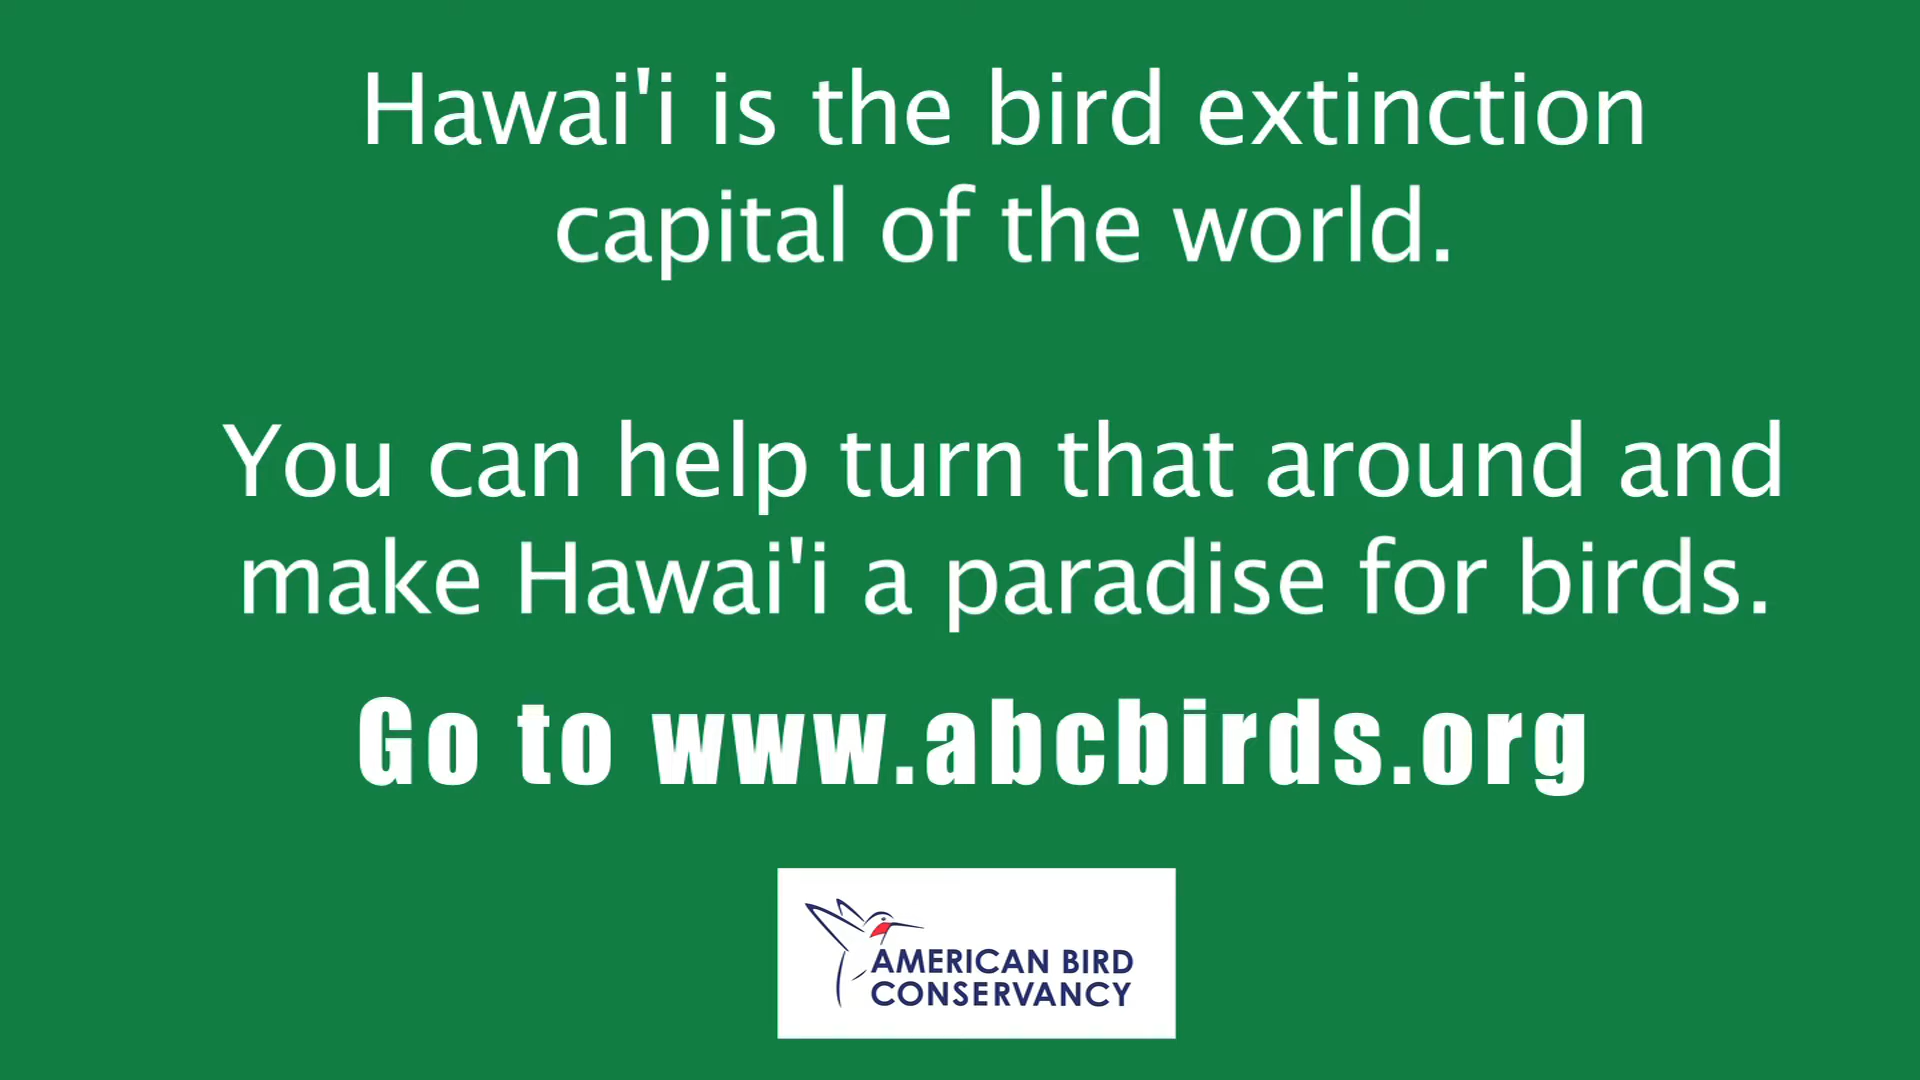 Hawai'i is the bird extinction
capital of the world.
You can help turn that around and
make Hawai'i a paradise for birds.
Go to www.abcbirds.org
AMERICAN BIRD
CONSERVANCY